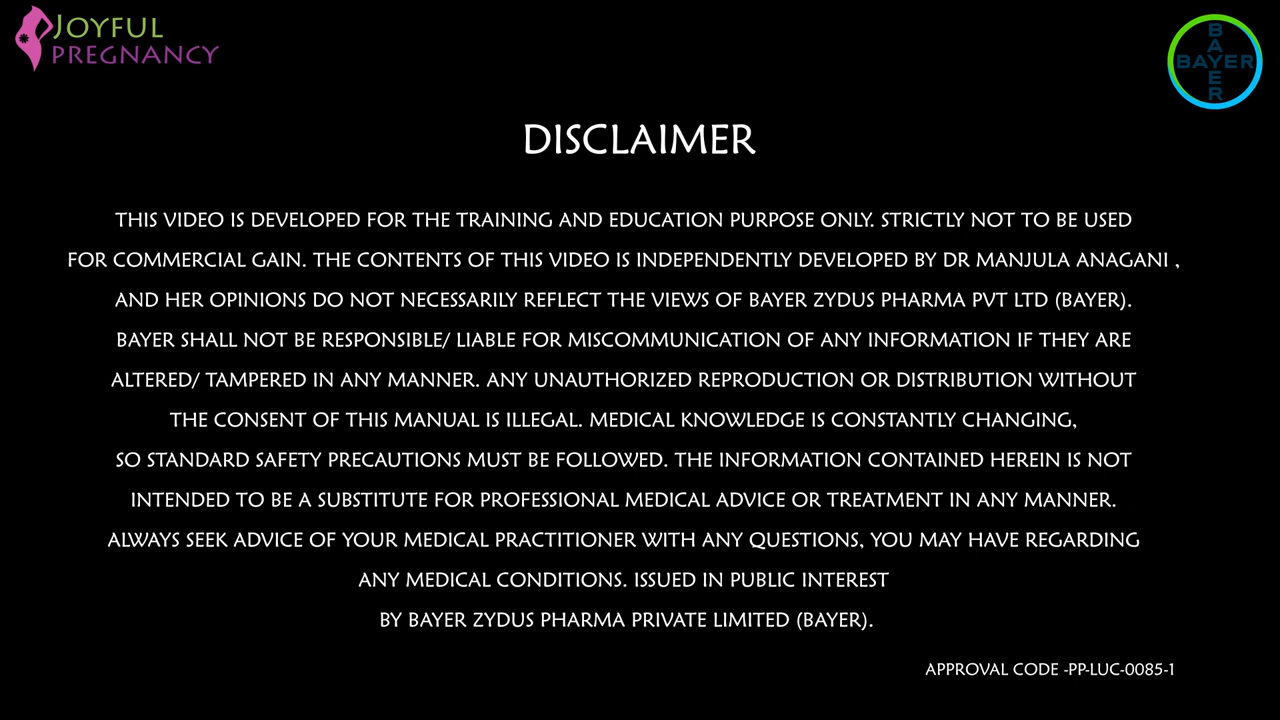 JOYFUL
PREGNANCY
BAYER
BAYER
DISCLAIMER
THIS VIDEO IS DEVELOPED FOR THE TRAINING AND EDUCATION PURPOSE ONLY. STRICTLY NOT TO BE USED
FOR COMMERCIAL GAIN. THE CONTENTS OF THIS VIDEO IS INDEPENDENTLY DEVELOPED BY DR MANJULA ANAGANI ,
AND HER OPINIONS DO NOT NECESSARILY REFLECT THE VIEWS OF BAYER ZYDUS PHARMA PVT LTD (BAYER).
BAYER SHALL NOT BE RESPONSIBLE/ LIABLE FOR MISCOMMUNICATION OF ANY INFORMATION IF THEY ARE
ALTERED/ TAMPERED IN ANY MANNER. ANY UNAUTHORIZED REPRODUCTION OR DISTRIBUTION WITHOUT
THE CONSENT OF THIS MANUAL IS ILLEGAL. MEDICAL KNOWLEDGE IS CONSTANTLY CHANGING,
SO STANDARD SAFETY PRECAUTIONS MUST BE FOLLOWED. THE INFORMATION CONTAINED HEREIN IS NOT
INTENDED TO BE A SUBSTITUTE FOR PROFESSIONAL MEDICAL ADVICE OR TREATMENT IN ANY MANNER.
ALWAYS SEEK ADVICE OF YOUR MEDICAL PRACTITIONER WITH ANY QUESTIONS, YOU MAY HAVE REGARDING
ANY MEDICAL CONDITIONS. ISSUED IN PUBLIC INTEREST
BY BAYER ZYDUS PHARMA PRIVATE LIMITED (BAYER).
APPROVAL CODE -PP-LUC-0085-1